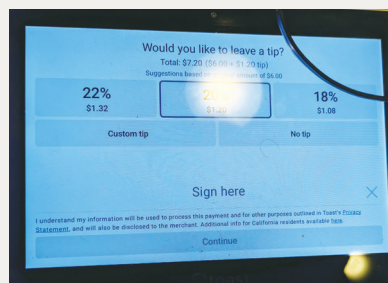 Would you like to leave a tip?
Total: $7.20 ($6.00 + $1.20 tip)
Suggestions based amount of $6.00
22% 18%
$1.32 $1.20 $1.08
Custom tip No tip
Sign here
I understand my information will be used to process this payment and for other purposes outlined in Toast's Privacy
Statement, and will also be disclosed to the merchant. Additional info for California residents available here.
Continue